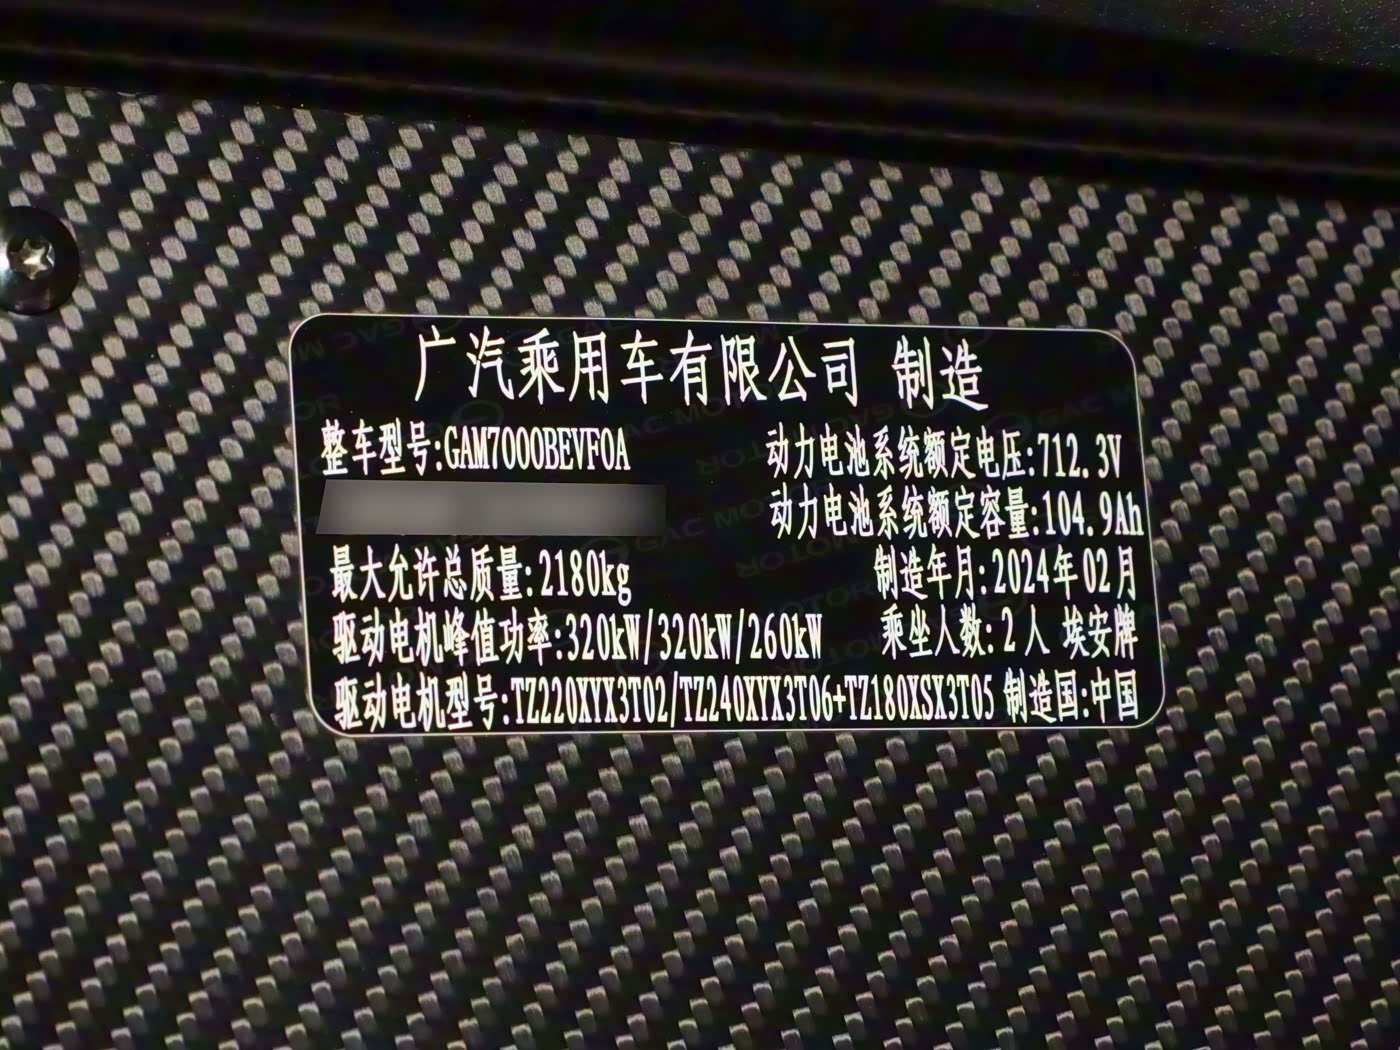 广汽乘用车有限公司 制造
整车型号:GAM7000BEVF0A 动力电池系统额定电压:712.3V
动力电池系统额定容量:104.9Ah
最大允许总质量:2180kg 制造年月:2024年02月
驱动电机峰值功率:320kW/320kW/260kW 乘坐人数:2人 埃安牌
驱动电机型号:TZ220XYX3T02/TZ240XYX3T06+TZ180XSX3T05 制造国:中国